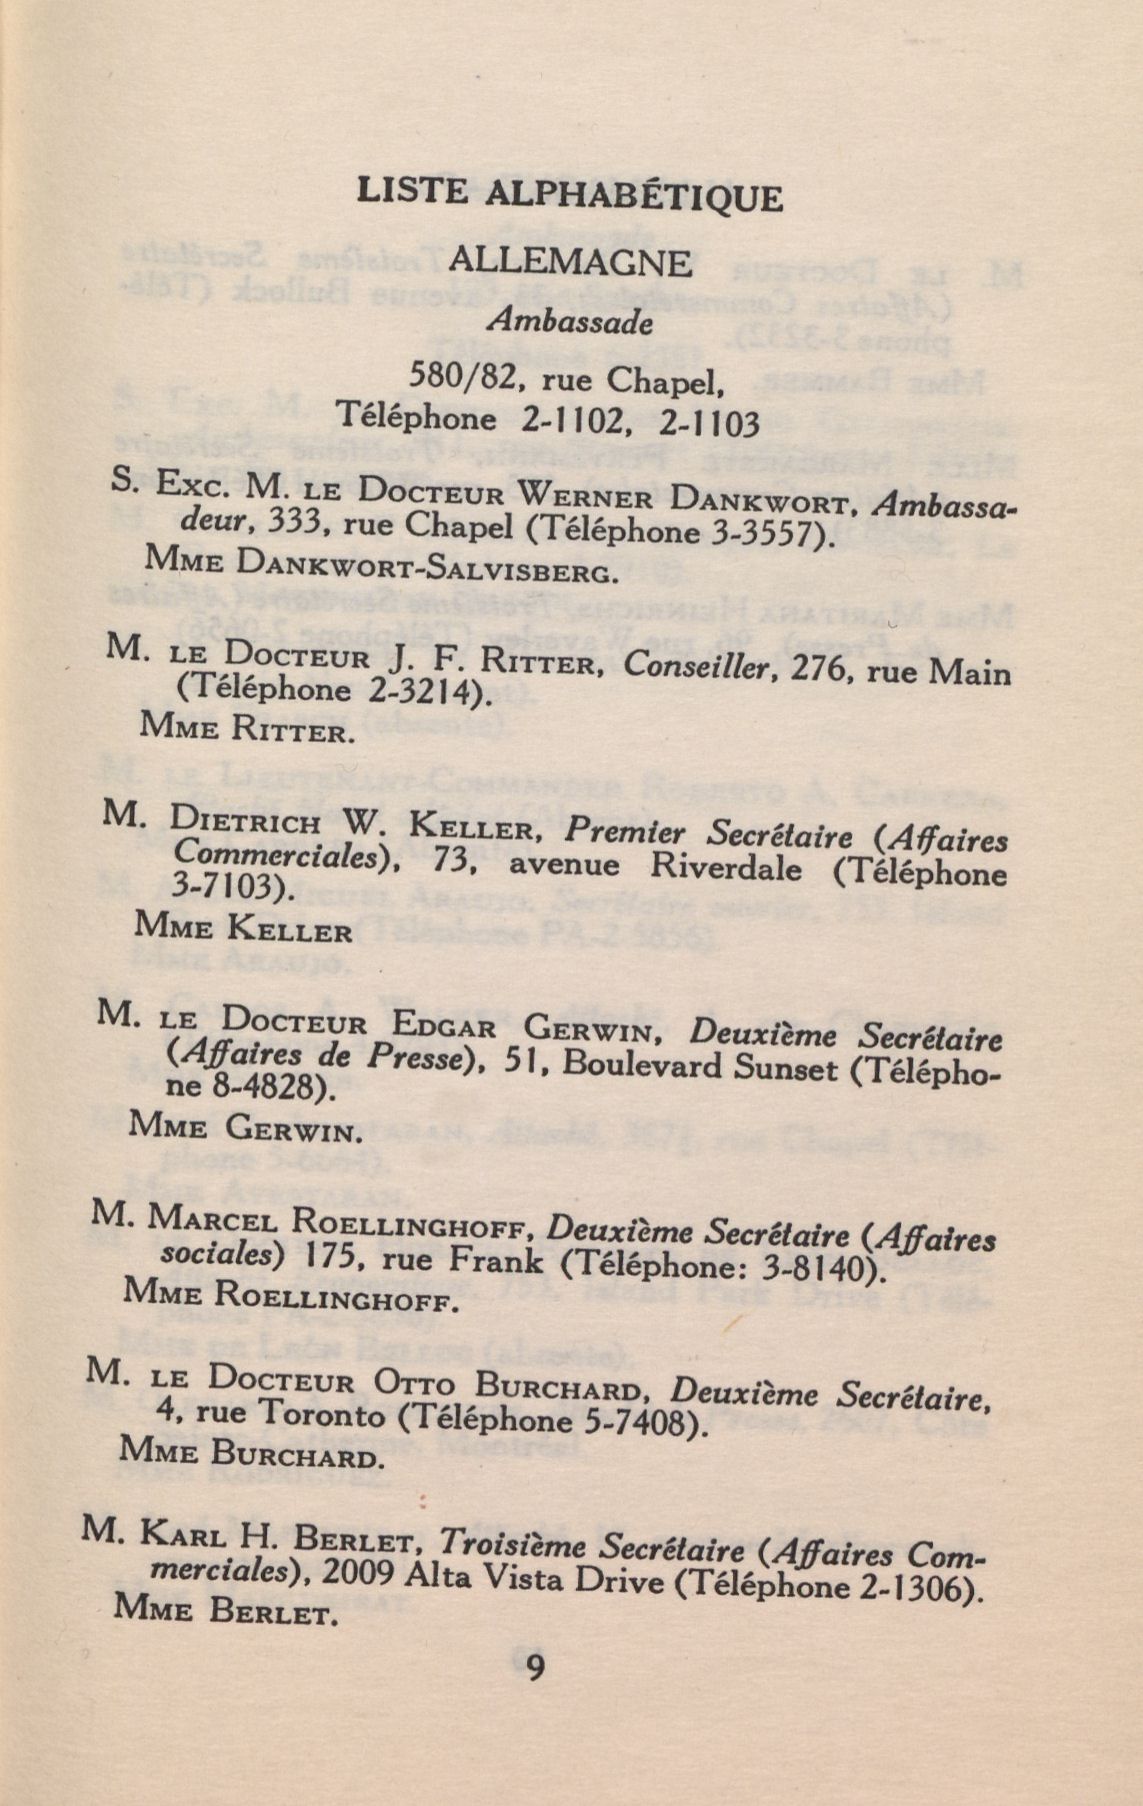 LISTE ALPHABÉTIQUE
ALLEMAGNE
Ambassade
580/82, rue Chapel,
Téléphone 2-1102, 2-1103
S. Exc. M. le Docteur Werner Dankwort, Ambassa-
deur, 333, rue Chapel (Téléphone 3-3557).
Mme Dankwort-Salvisberg.
M. le Docteur J. F. Ritter, Conseiller, 276, rue Main
(Téléphone 2-3214).
Mme Ritter.
M. Dietrich W. Keller, Premier Secrétaire (Affaires
Commerciales), 73, avenue Riverdale (Téléphone
3-7103).
Mme Keller
M. le Docteur Edgar Gerwin, Deuxième Secrétaire
(Affaires de Presse), 51, Boulevard Sunset (Télépho-
ne 8-4828).
Mme Gerwin.
M. Marcel Roellinghoff, Deuxième Secrétaire (Affaires
sociales) 175, rue Frank (Téléphone: 3-8140).
Mme Roellinghoff.
M. le Docteur Otto Burchard, Deuxième Secrétaire,
4, rue Toronto (Téléphone 5-7408).
Mme Burchard.
M. Karl H. Berlet, Troisième Secrétaire (Affaires Com-
merciales), 2009 Alta Vista Drive (Téléphone 2-1306).
Mme Berlet.
9